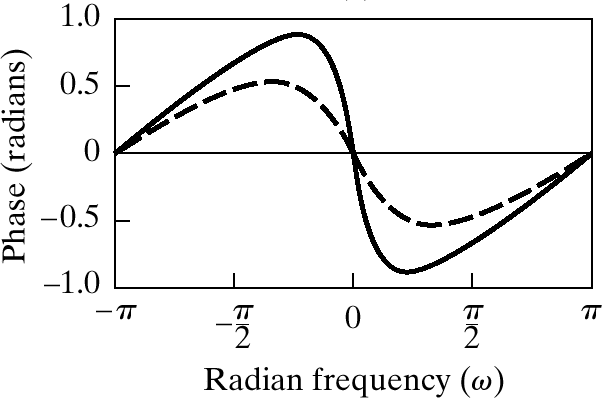 1.0
0.5
0
−0.5
−1.0
Phase (radians)
−π
−π/2
0
π/2
π
Radian frequency (ω)